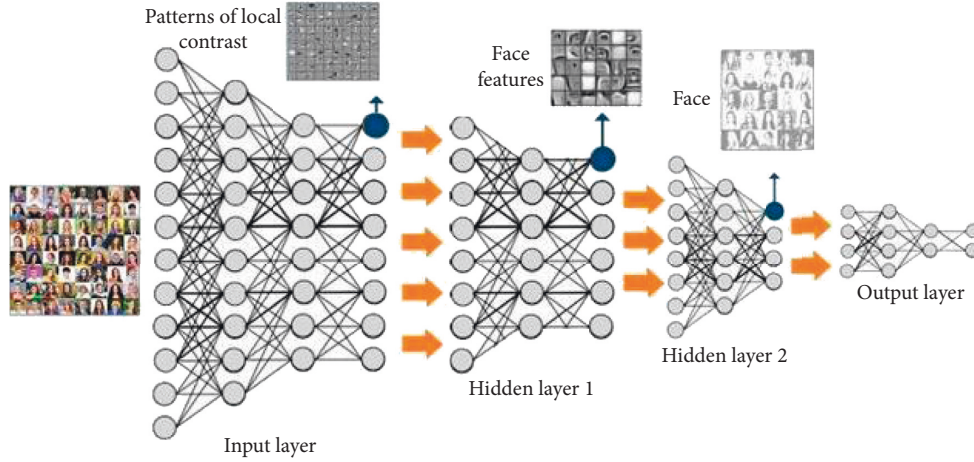 Patterns of local
contrast
Face
features
Face
Input layer
Hidden layer 1
Hidden layer 2
Output layer